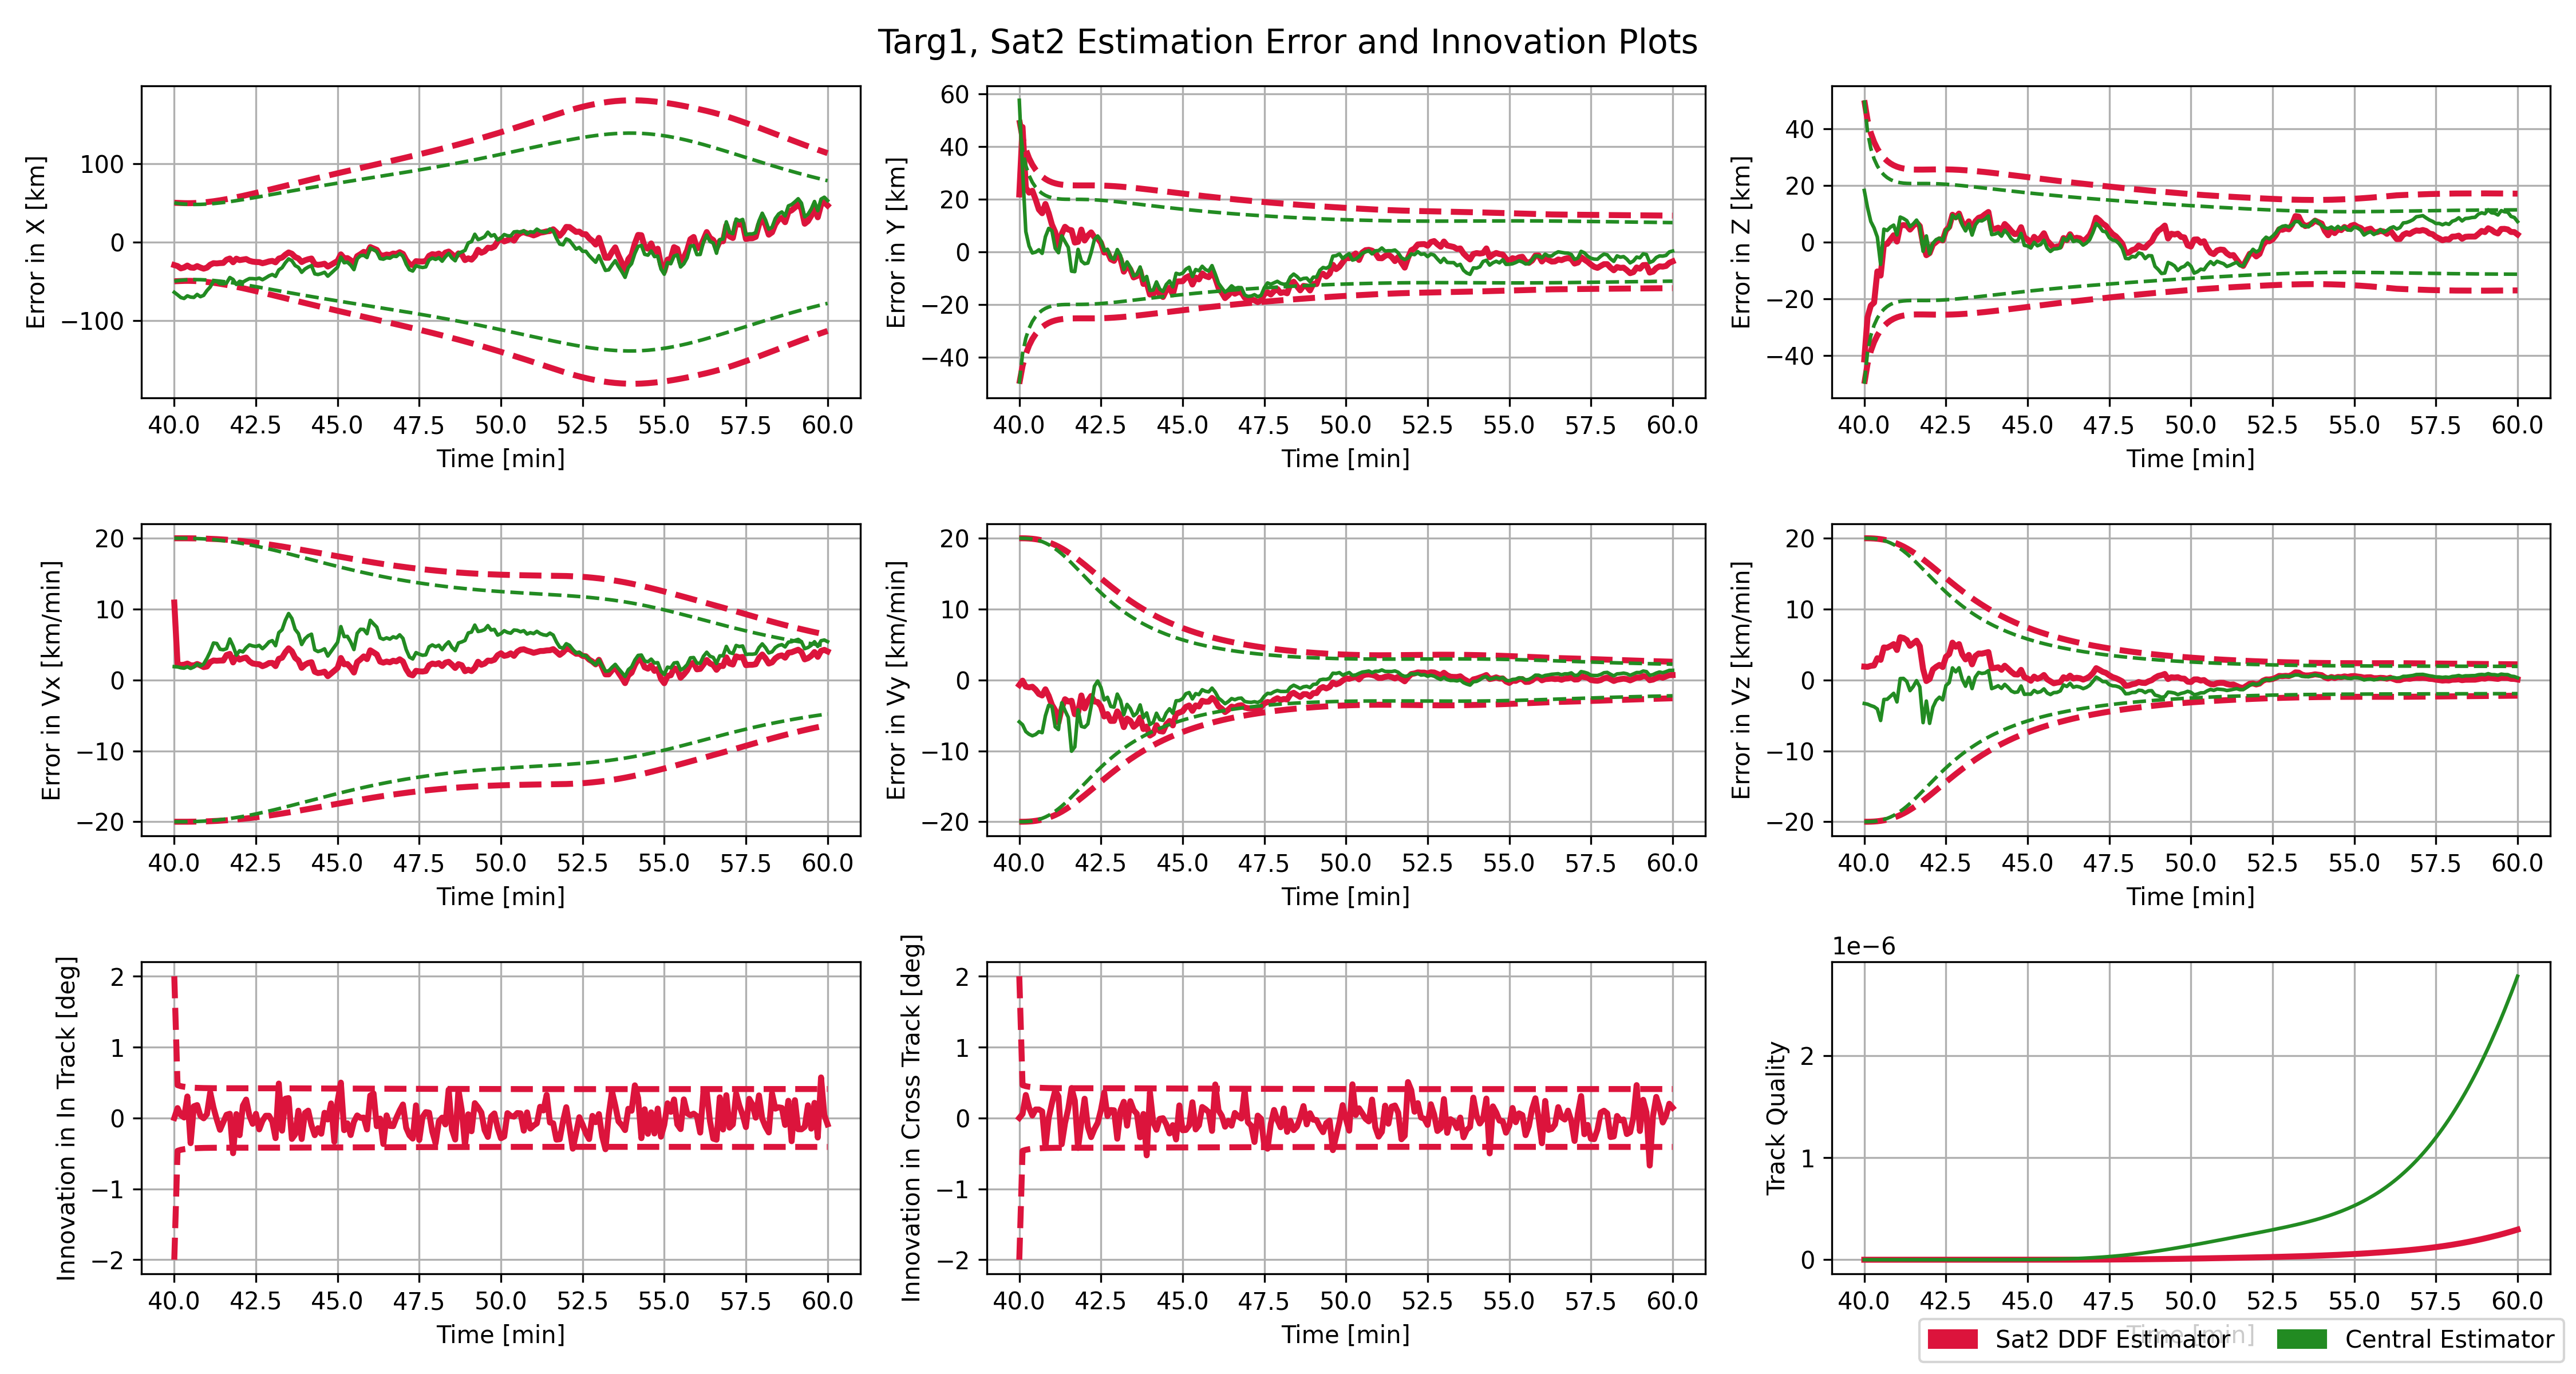 Targ1, Sat2 Estimation Error and Innovation Plots
Error in X [km]
100
0
−100
40.0 42.5 45.0 47.5 50.0 52.5 55.0 57.5 60.0
Time [min]
Error in Y [km]
60
40
20
0
−20
−40
40.0 42.5 45.0 47.5 50.0 52.5 55.0 57.5 60.0
Time [min]
Error in Z [km]
40
20
0
−20
−40
40.0 42.5 45.0 47.5 50.0 52.5 55.0 57.5 60.0
Time [min]
Error in Vx [km/min]
20
10
0
−10
−20
40.0 42.5 45.0 47.5 50.0 52.5 55.0 57.5 60.0
Time [min]
Error in Vy [km/min]
20
10
0
−10
−20
40.0 42.5 45.0 47.5 50.0 52.5 55.0 57.5 60.0
Time [min]
Error in Vz [km/min]
20
10
0
−10
−20
40.0 42.5 45.0 47.5 50.0 52.5 55.0 57.5 60.0
Time [min]
Innovation in In Track [deg]
2
1
0
−1
−2
40.0 42.5 45.0 47.5 50.0 52.5 55.0 57.5 60.0
Time [min]
Innovation in Cross Track [deg]
2
1
0
−1
−2
40.0 42.5 45.0 47.5 50.0 52.5 55.0 57.5 60.0
Time [min]
1e−6
Track Quality
2
1
0
40.0 42.5 45.0 47.5 50.0 52.5 55.0 57.5 60.0
Time [min]
Sat2 DDF Estimator
Central Estimator